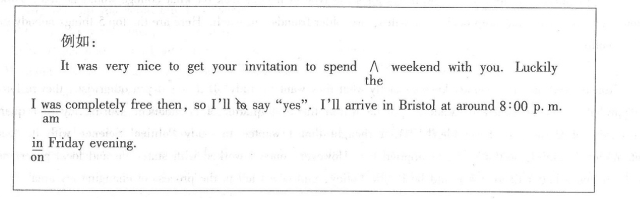 例如：
It was very nice to get your invitation to spend ∧ weekend with you. Luckily
the
I was completely free then, so I'll to say “yes”. I'll arrive in Bristol at around 8:00 p. m.
am
in Friday evening.
on